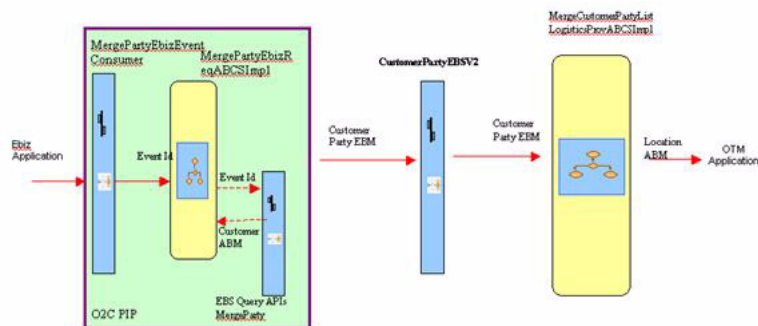 MergePartyEbizEvent
Consumer
MergePartyEbizR
eqABCSImpl
CustomerPartyEBSV2
MergeCustomerPartyList
LogisticsProvABCSImpl
Ebiz
Application
Event Id
Event Id
Customer
ABM
Customer
Party EBM
Customer
Party EBM
Location
ABM
OTM
Application
EBS Query APIs
MergeParty
O2C PIP